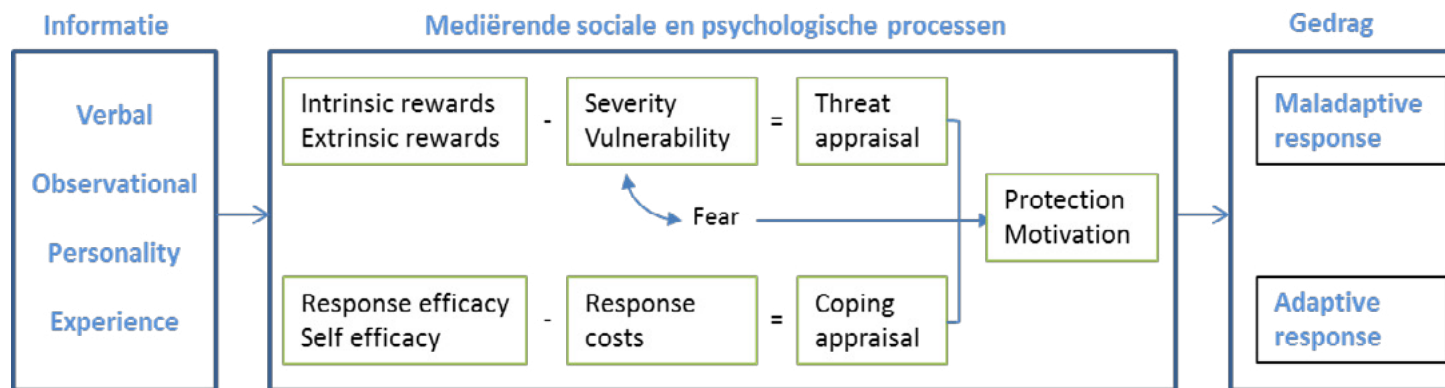 Informatie
Mediërende sociale en psychologische processen
Gedrag
Verbal
Observational
Personality
Experience
Intrinsic rewards
Extrinsic rewards
-
Severity
Vulnerability
=
Threat
appraisal
Fear
Protection
Motivation
Response efficacy
Self efficacy
-
Response
costs
=
Coping
appraisal
Maladaptive
response
Adaptive
response